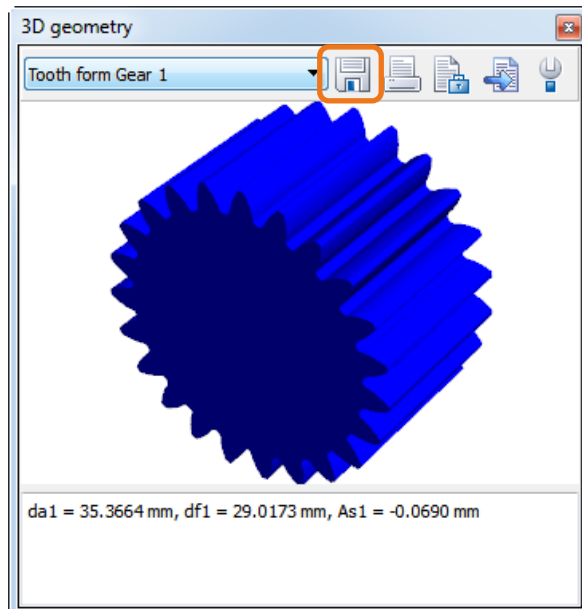 3D geometry
Tooth form Gear 1
da1 = 35.3664 mm, df1 = 29.0173 mm, As1 = -0.0690 mm